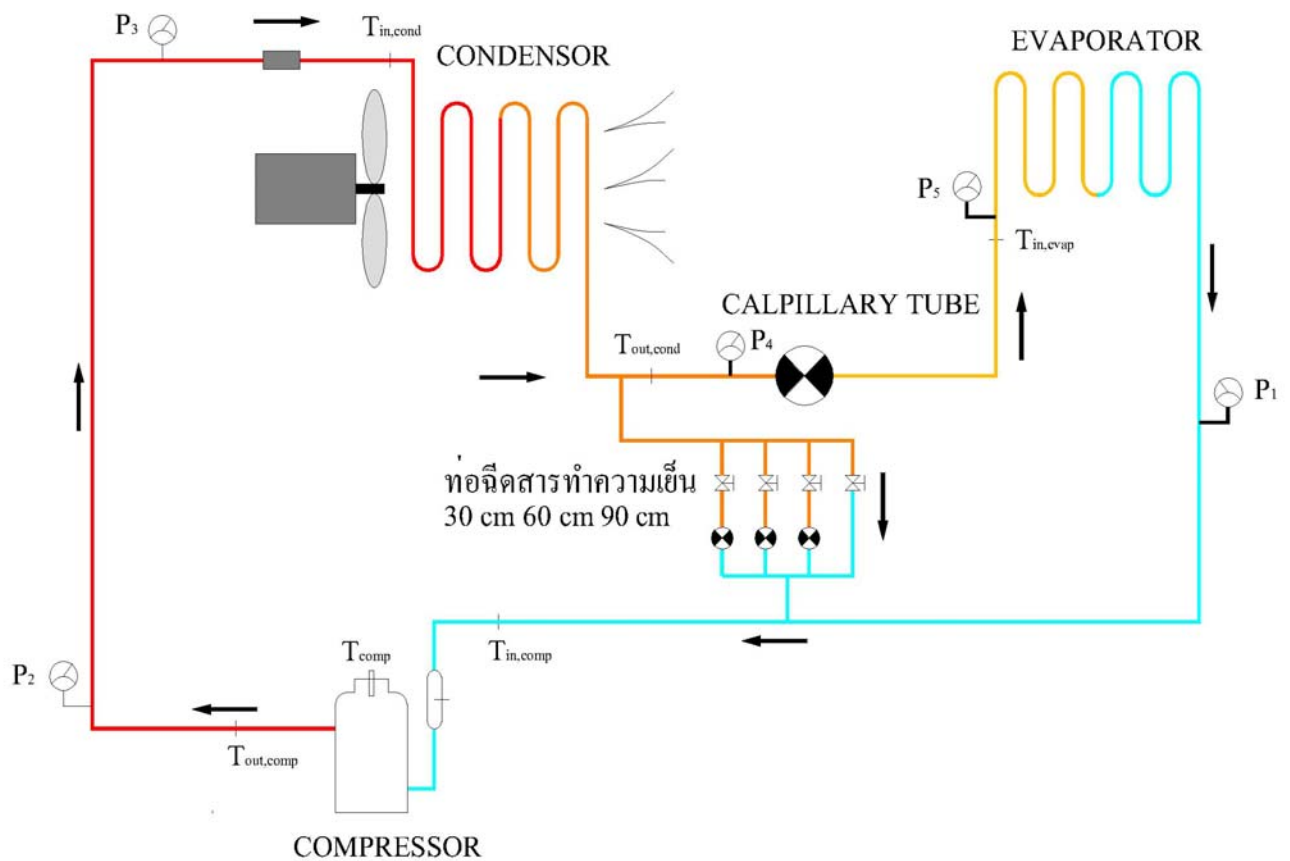 P3
Tin,cond
CONDENSOR
EVAPORATOR
P5
Tin,evap
CALPILLARY TUBE
Tout,cond
P4
P1
ท่อฉีดสารทำความเย็น
30 cm 60 cm 90 cm
Tin,comp
Tcomp
P2
Tout,comp
COMPRESSOR